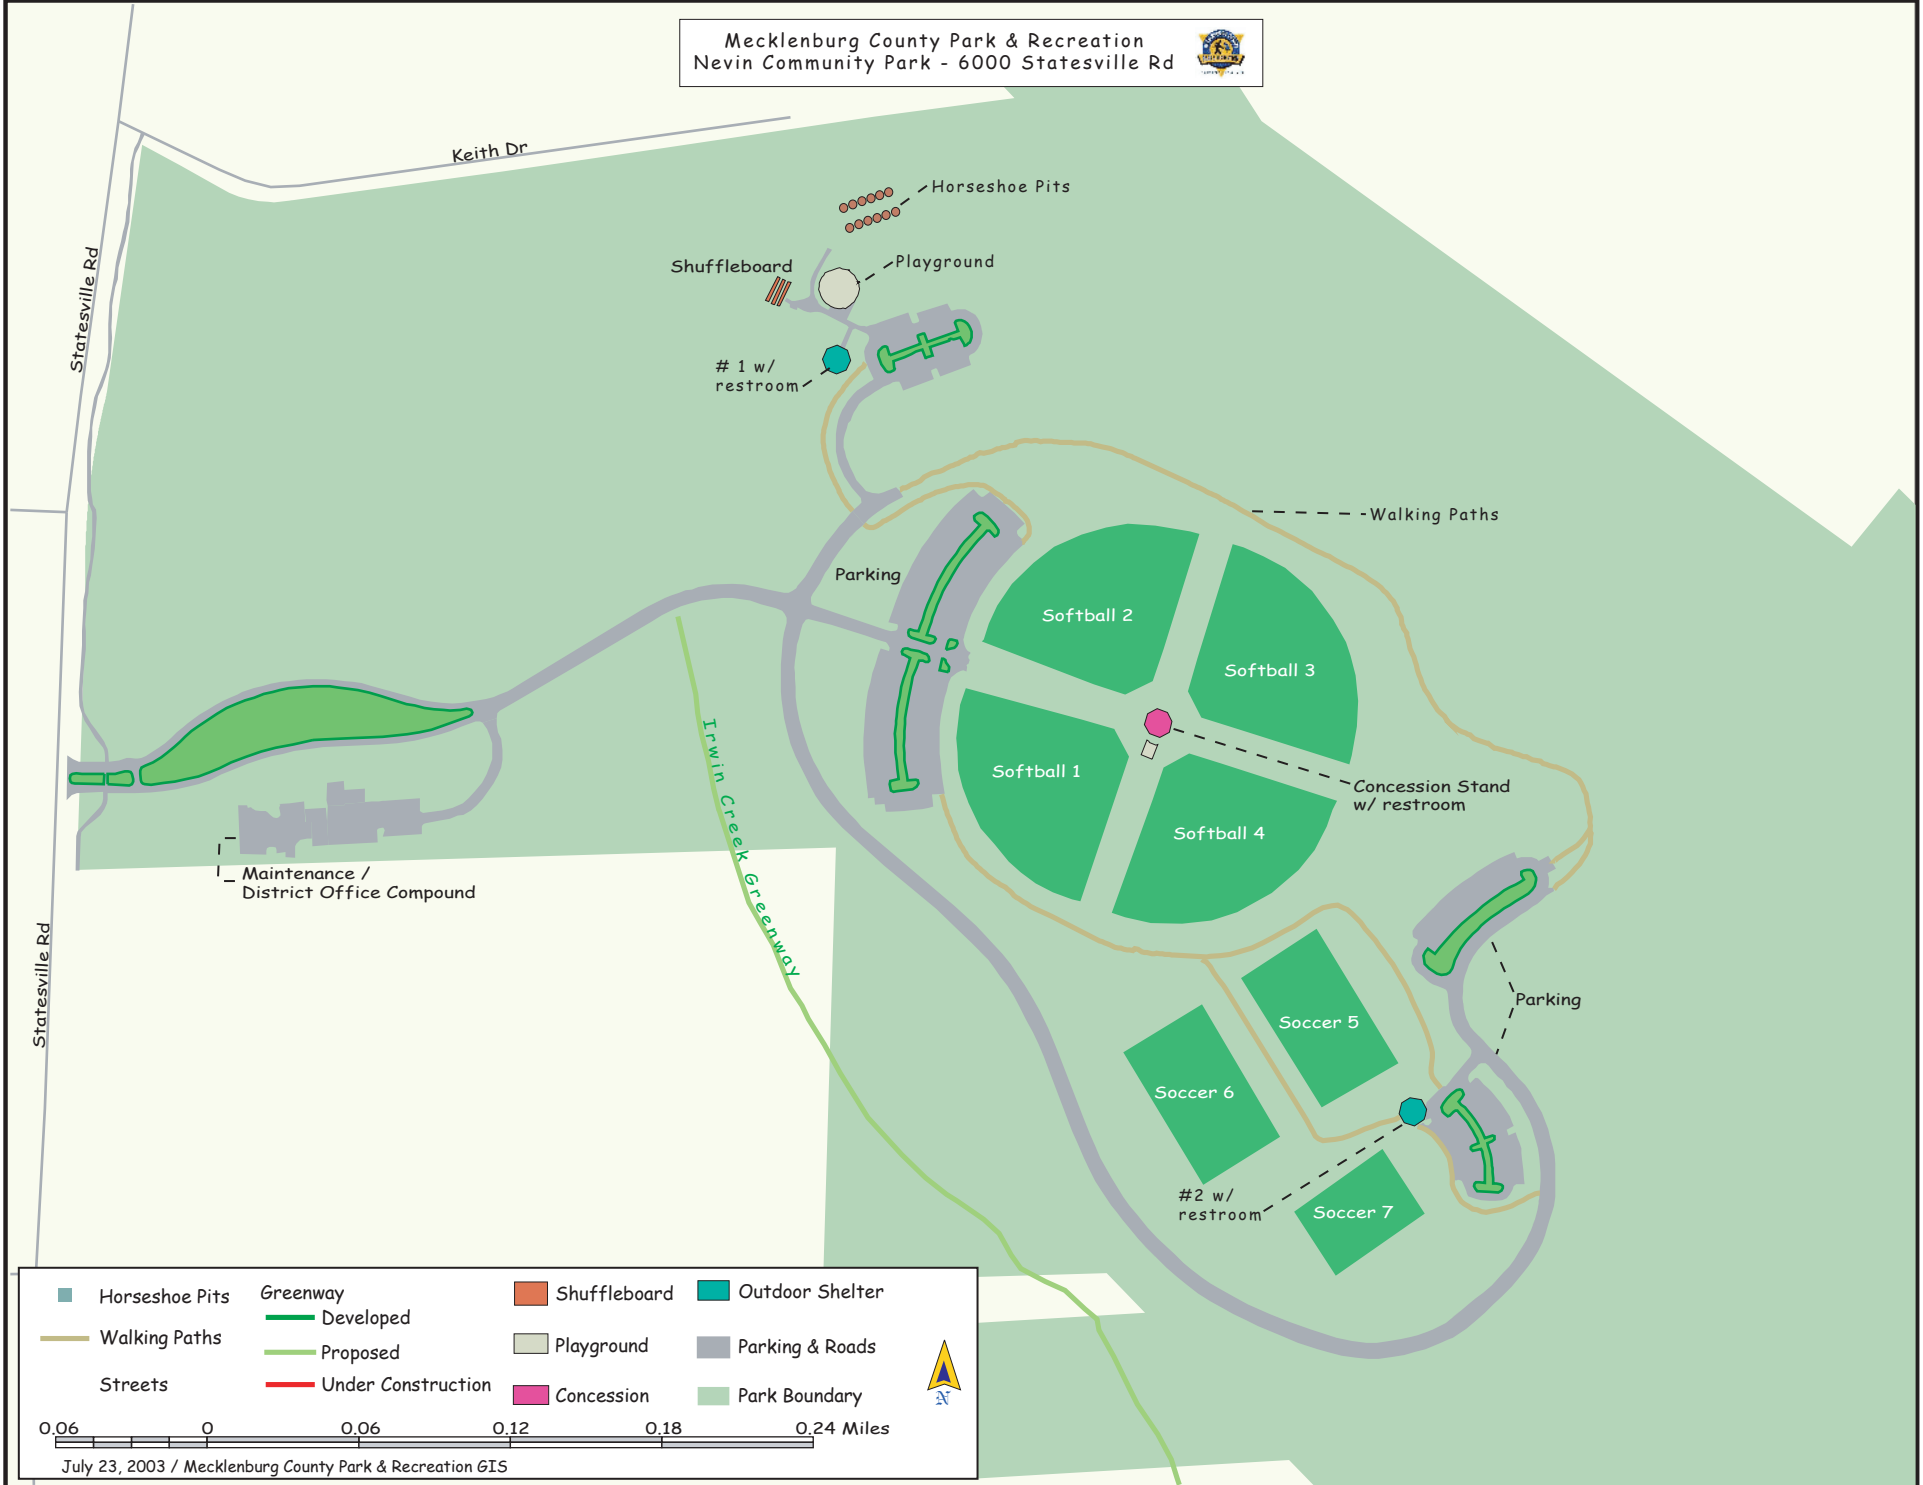 Mecklenburg County Park & Recreation
Nevin Community Park - 6000 Statesville Rd
Keith Dr
Statesville Rd
Horseshoe Pits
Shuffleboard
Playground
# 1 w/
restroom
Walking Paths
Parking
Softball 2
Softball 3
Softball 1
Softball 4
Concession Stand
w/ restroom
Irwin Creek Greenway
Maintenance /
District Office Compound
Statesville Rd
Parking
Soccer 5
Soccer 6
#2 w/
restroom
Soccer 7
Horseshoe Pits
Walking Paths
Streets
Greenway
Developed
Proposed
Under Construction
Shuffleboard
Playground
Concession
Outdoor Shelter
Parking & Roads
Park Boundary
N
0.06 0 0.06 0.12 0.18 0.24 Miles
July 23, 2003 / Mecklenburg County Park & Recreation GIS